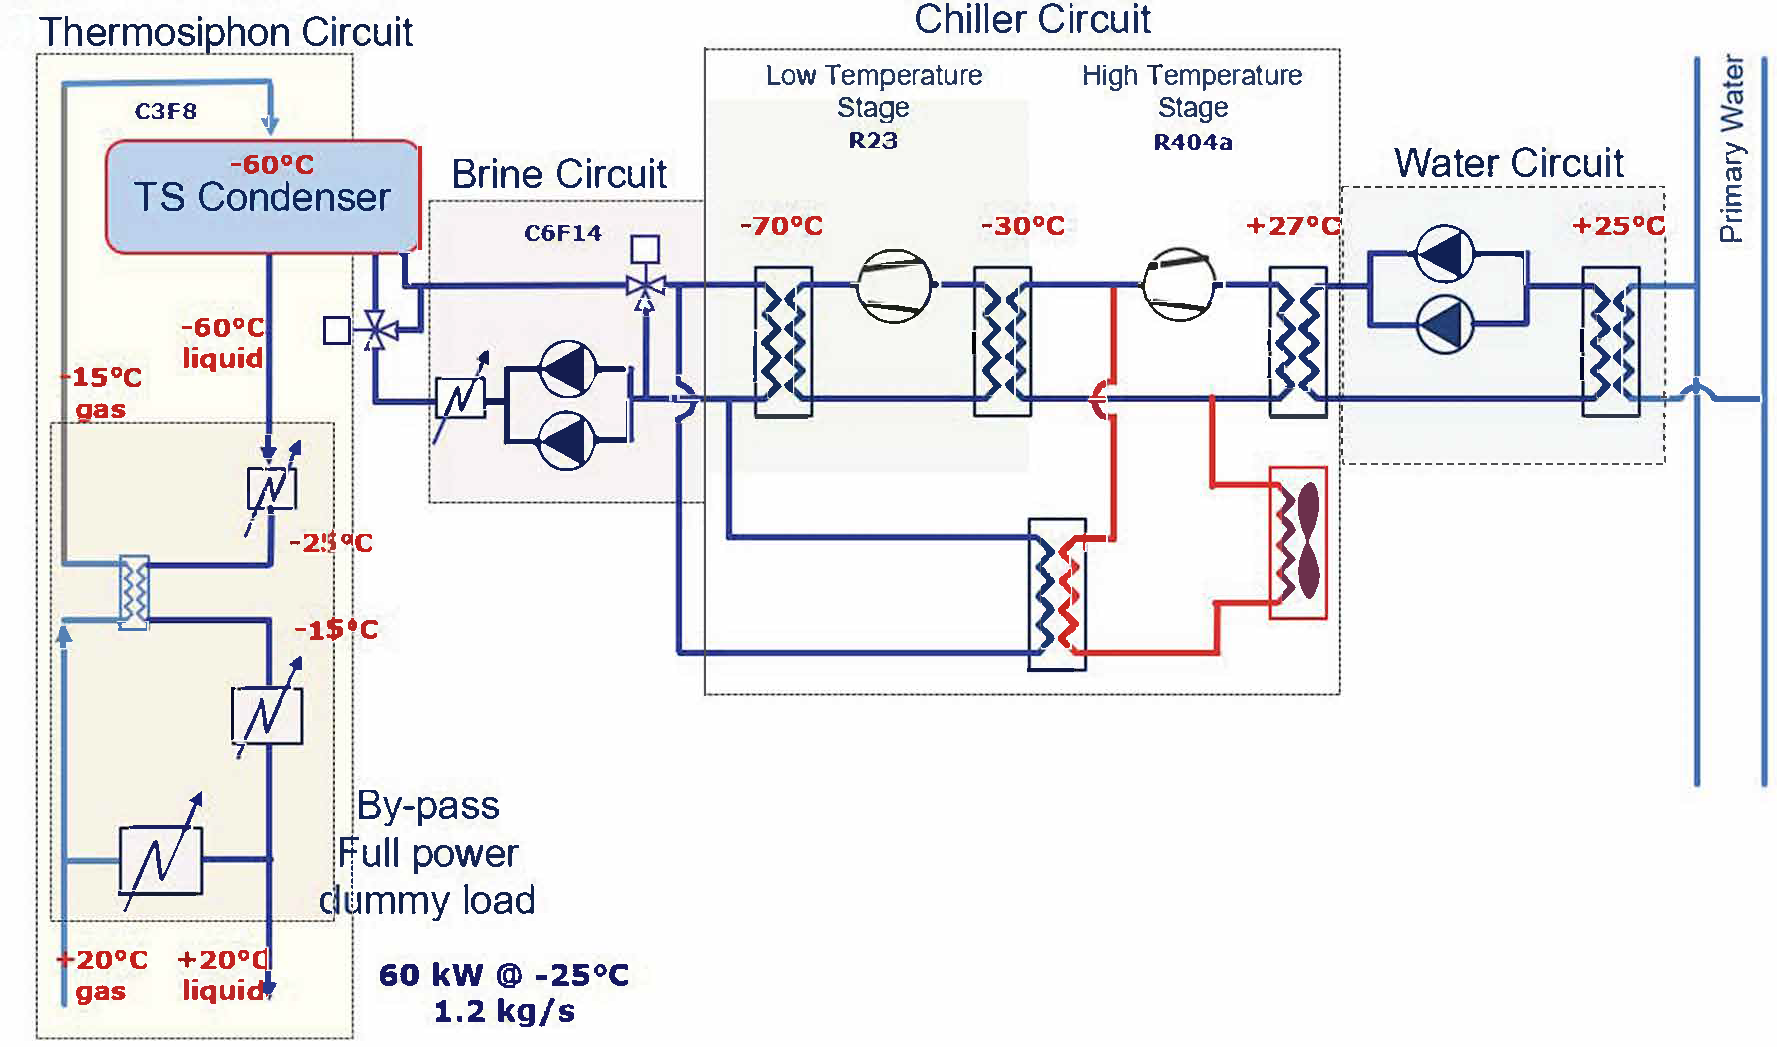 Thermosiphon Circuit
C3F8
-60°C
TS Condenser
-60°C
liquid
-15°C
gas
-25°C
-15°C
By-pass
Full power
dummy load
+20°C
gas
+20°C
liquid
60 kW @ -25°C
1.2 kg/s
Brine Circuit
C6F14
Chiller Circuit
Low Temperature
Stage
R23
High Temperature
Stage
R404a
-70°C
-30°C
+27°C
Water Circuit
+25°C
Primary Water